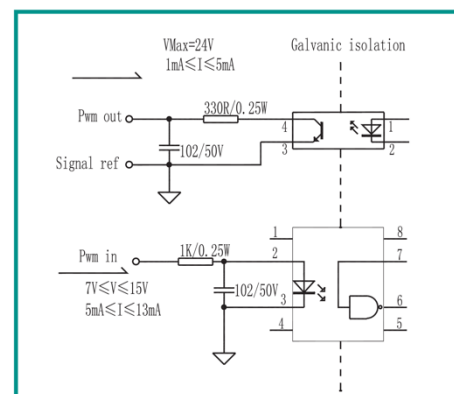 VMax=24V
Galvanic isolation
1mA≤I≤5mA
330R/0.25W
Pwm out
4
1
3
2
102/50V
Signal ref
1
8
1K/0.25W
2
7
Pwm in
7V≤V≤15V
102/50V
3
6
5mA≤I≤13mA
4
5